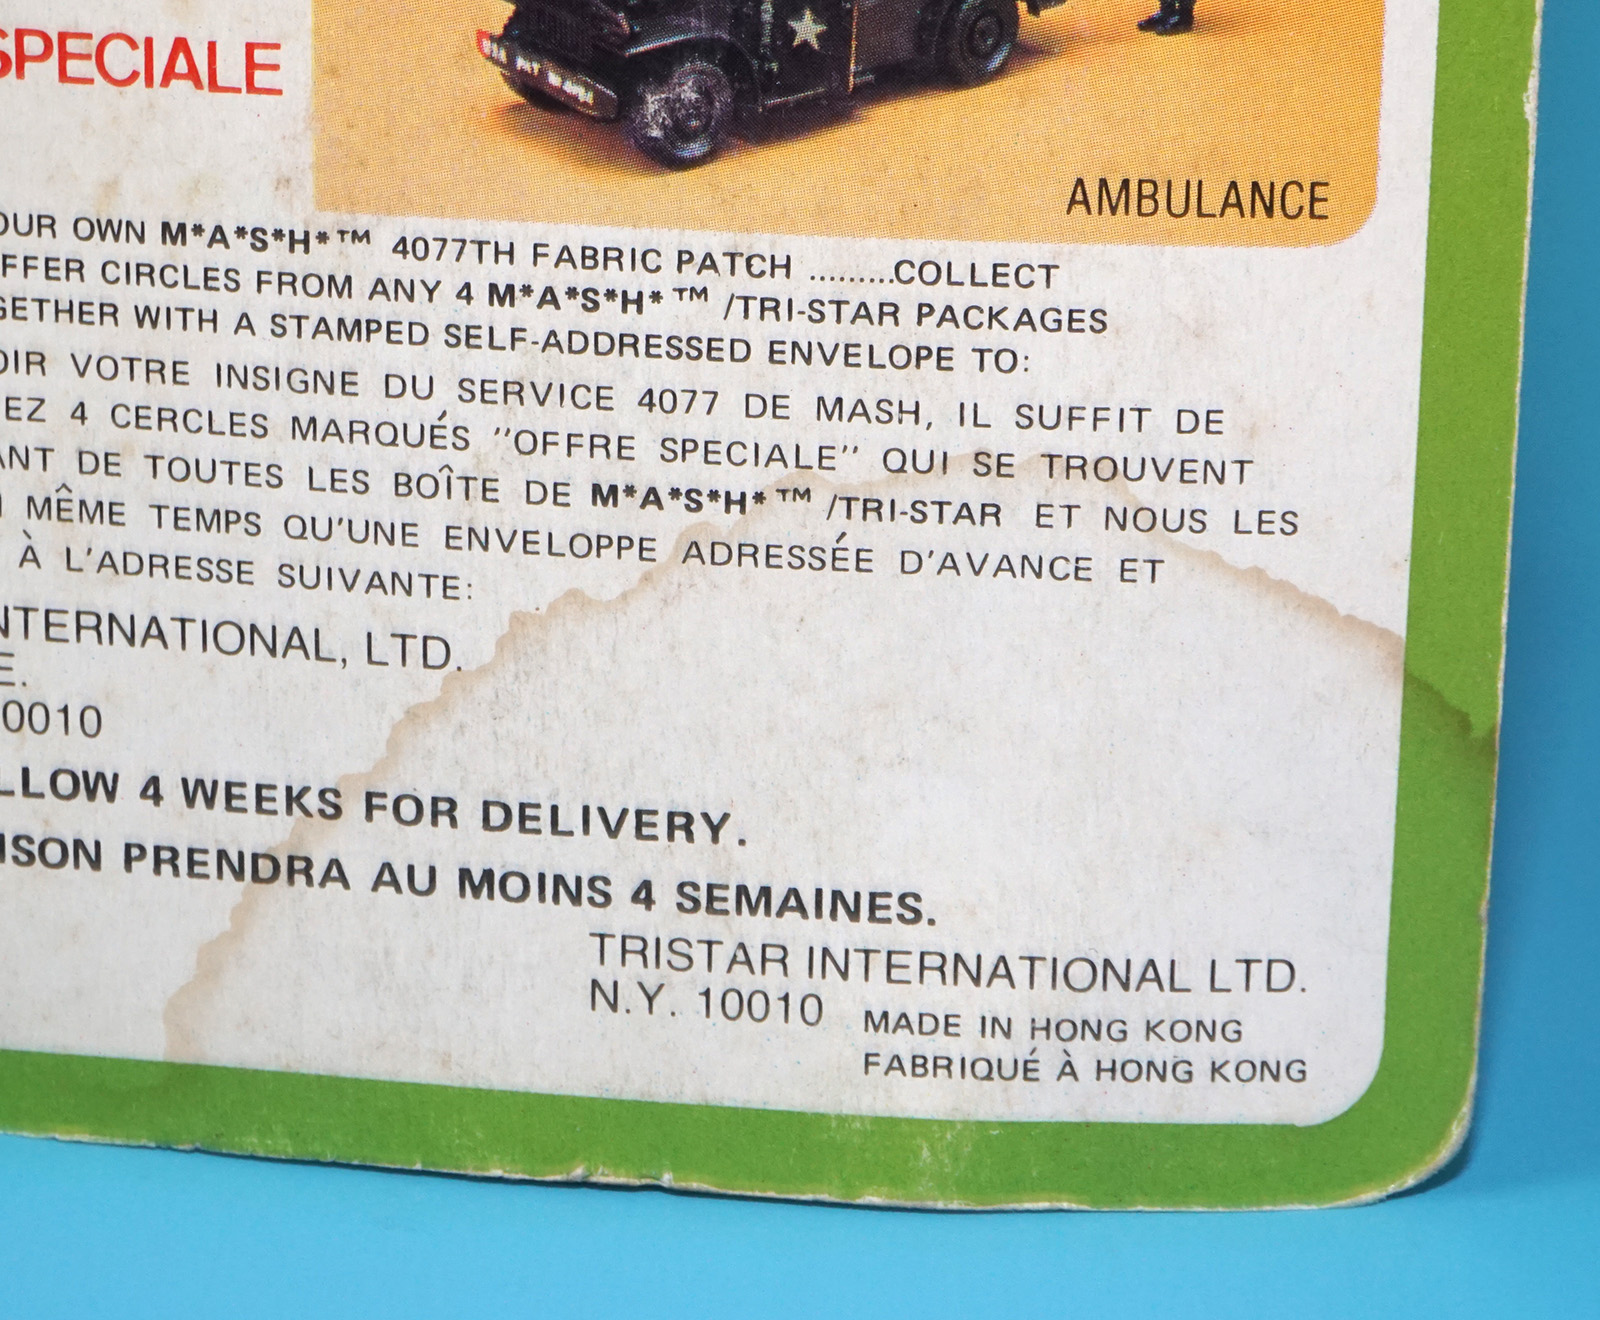 SPECIALE
AMBULANCE
OUR OWN M*A*S*H*™ 4077TH FABRIC PATCH .........COLLECT
FFER CIRCLES FROM ANY 4 M*A*S*H*™ /TRI-STAR PACKAGES
GETHER WITH A STAMPED SELF-ADDRESSED ENVELOPE TO:
OIR VOTRE INSIGNE DU SERVICE 4077 DE MASH, IL SUFFIT DE
EZ 4 CERCLES MARQUÉS "OFFRE SPECIALE" QUI SE TROUVENT
ANT DE TOUTES LES BOÎTE DE M*A*S*H*™ /TRI-STAR ET NOUS LES
MÊME TEMPS QU'UNE ENVELOPPE ADRESSÉE D'AVANCE ET
À L'ADRESSE SUIVANTE:
NTERNATIONAL, LTD.
E.
0010
LLOW 4 WEEKS FOR DELIVERY.
ISON PRENDRA AU MOINS 4 SEMAINES.
TRISTAR INTERNATIONAL LTD.
N.Y. 10010
MADE IN HONG KONG
FABRIQUÉ À HONG KONG